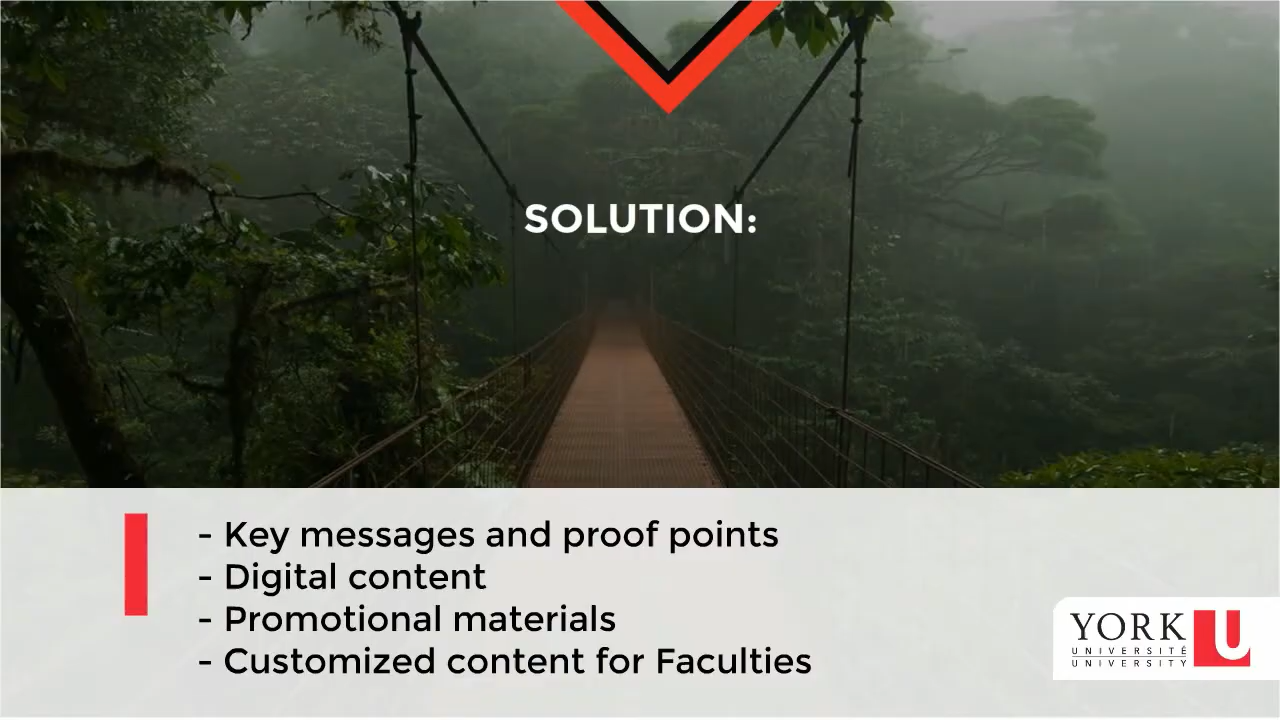 SOLUTION:
- Key messages and proof points
- Digital content
- Promotional materials
- Customized content for Faculties
YORK U
UNIVERSITÉ
UNIVERSITY